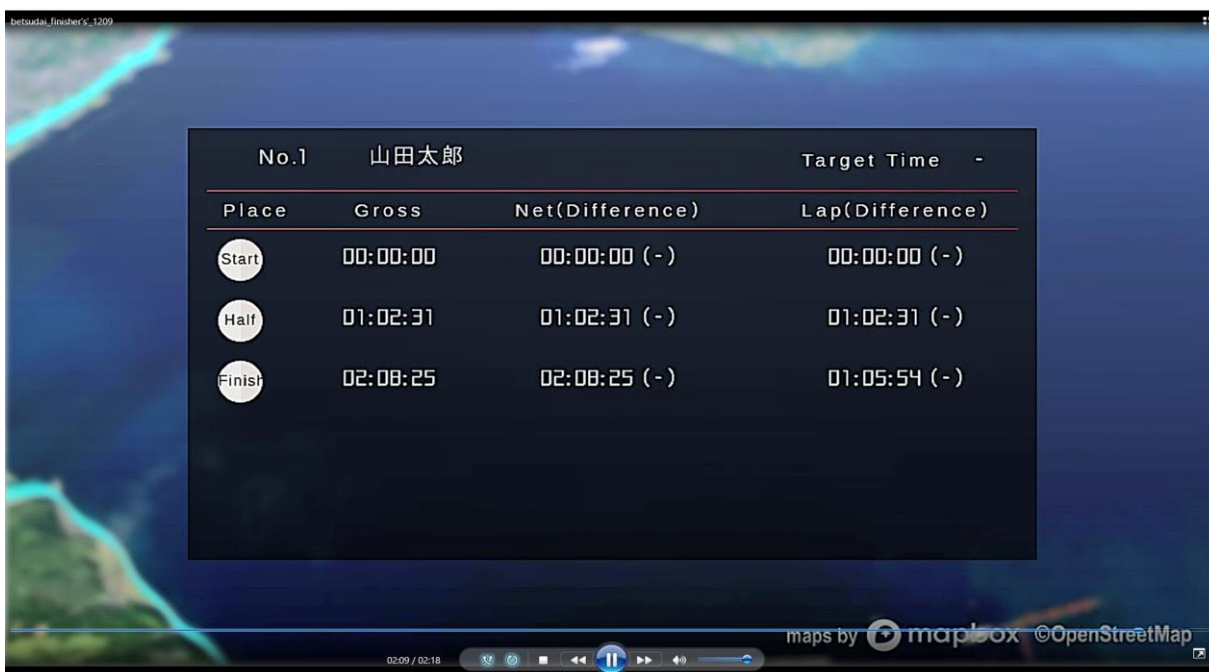 betsudai_finisher's'_1209
No.1 山田太郎 Target Time -
Place Gross Net(Difference) Lap(Difference)
Start 00:00:00 00:00:00 (-) 00:00:00 (-)
Half 01:02:31 01:02:31 (-) 01:02:31 (-)
Finish 02:08:25 02:08:25 (-) 01:05:54 (-)
maps by mapbox ©OpenStreetMap
02:09 / 02:18